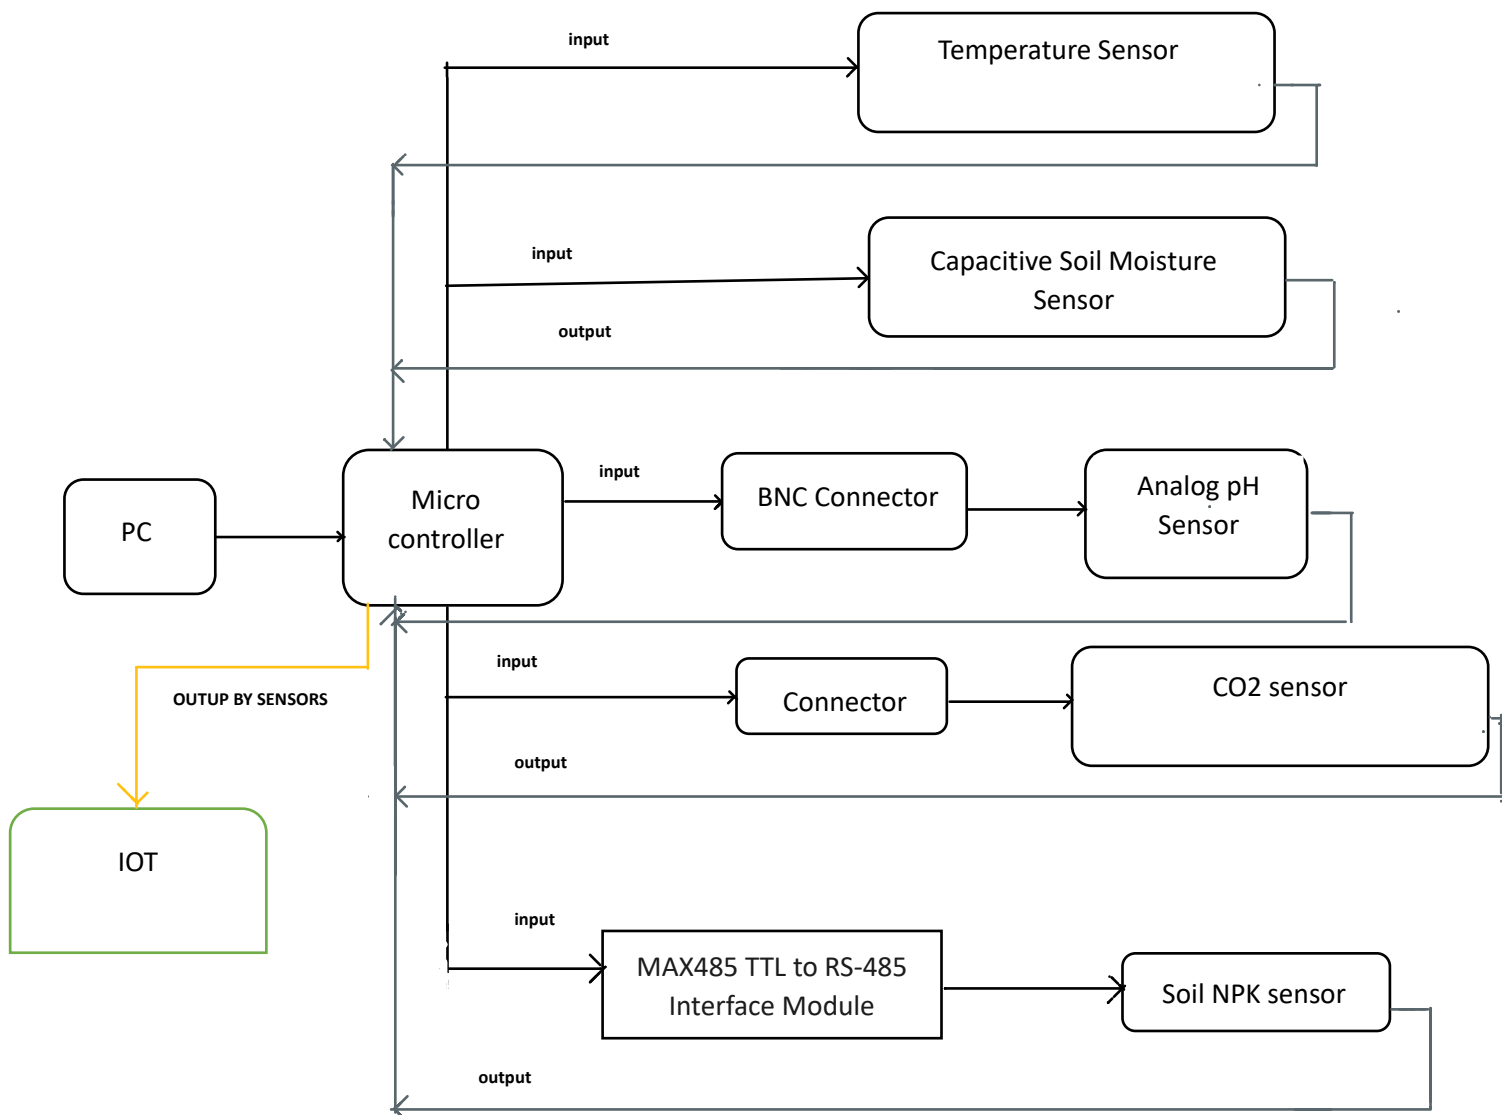 input
Temperature Sensor
input
Capacitive Soil Moisture
Sensor
output
PC
Micro
controller
input
BNC Connector
Analog pH
Sensor
input
Connector
CO2 sensor
OUTUP BY SENSORS
output
IOT
input
MAX485 TTL to RS-485
Interface Module
Soil NPK sensor
output